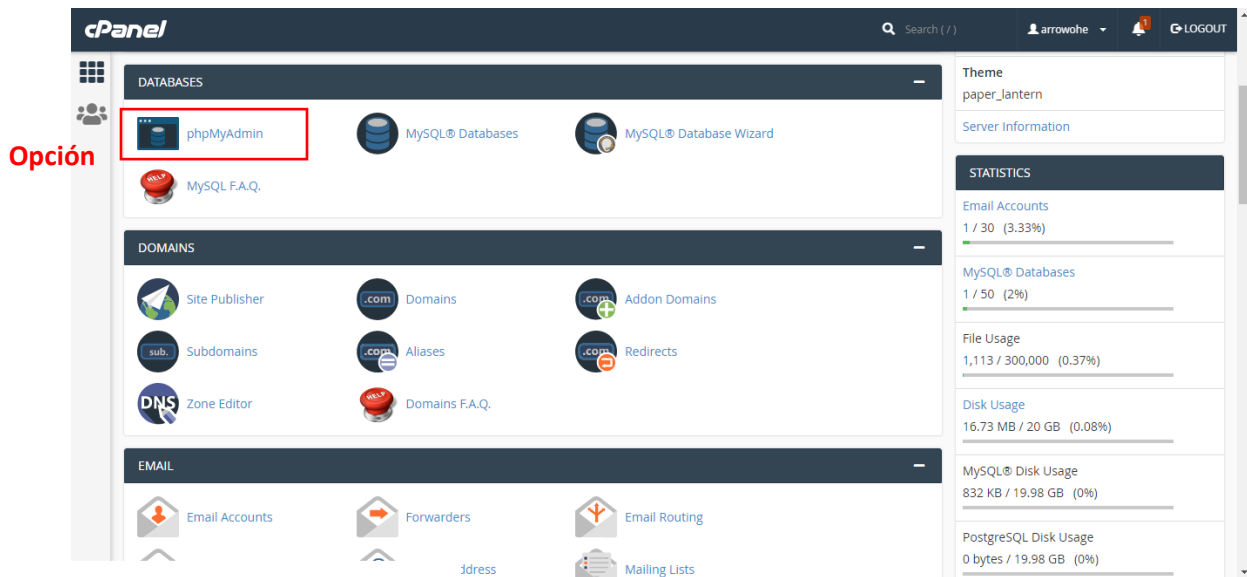 cPanel
Search ( / )
arrowohe
1
LOGOUT
DATABASES
phpMyAdmin
MySQL® Databases
MySQL® Database Wizard
Opción
HELP
MySQL F.A.Q.
DOMAINS
Site Publisher
.com
Domains
.com
Addon Domains
sub.
Subdomains
.com
Aliases
.com
Redirects
DNS
Zone Editor
HELP
Domains F.A.Q.
EMAIL
Email Accounts
Forwarders
Email Routing
Mailing Lists
Theme
paper_lantern
Server Information
STATISTICS
Email Accounts
1 / 30 (3.33%)
MySQL® Databases
1 / 50 (2%)
File Usage
1,113 / 300,000 (0.37%)
Disk Usage
16.73 MB / 20 GB (0.08%)
MySQL® Disk Usage
832 KB / 19.98 GB (0%)
PostgreSQL Disk Usage
0 bytes / 19.98 GB (0%)